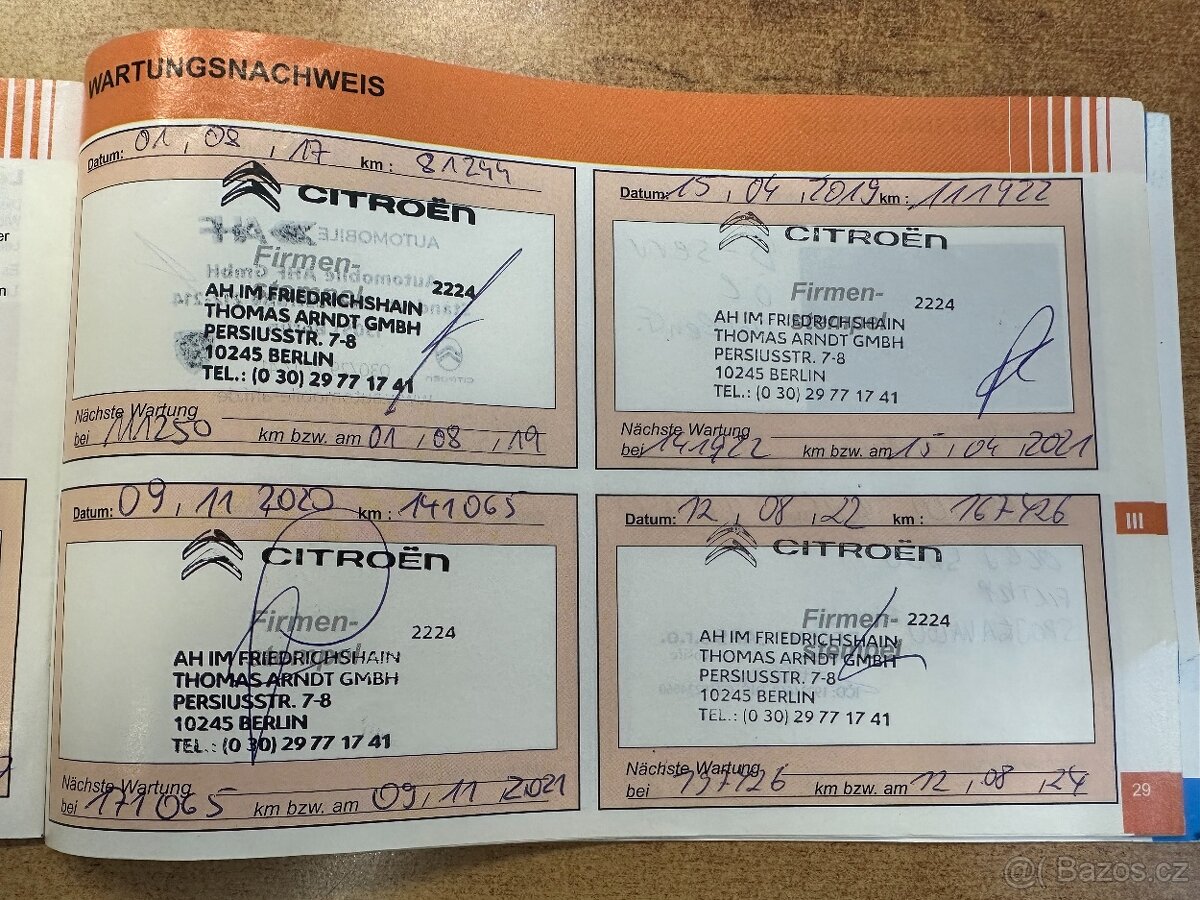 WARTUNGSNACHWEIS
Datum: 01 . 08 . 17 km : 81244
CITROËN
Firmen-
2224
AH IM FRIEDRICHSHAIN
THOMAS ARNDT GMBH
PERSIUSSTR. 7-8
10245 BERLIN
TEL.: (0 30) 29 77 17 41
Nächste Wartung
bei 111250 km bzw. am 01 . 08 . 19
Datum: 15 . 04 . 2019 km : 111922
CITROËN
Firmen-
stempel
2224
AH IM FRIEDRICHSHAIN
THOMAS ARNDT GMBH
PERSIUSSTR. 7-8
10245 BERLIN
TEL.: (0 30) 29 77 17 41
Nächste Wartung
bei 141922 km bzw. am 15 . 04 . 2021
Datum: 09 . 11 2020 km : 141065
CITROËN
Firmen-
stempel
2224
AH IM FRIEDRICHSHAIN
THOMAS ARNDT GMBH
PERSIUSSTR. 7-8
10245 BERLIN
TEL.: (0 30) 29 77 17 41
Nächste Wartung
bei 171065 km bzw. am 09 . 11 . 2021
Datum: 12 . 08 . 22 km : 167426
CITROËN
Firmen-
stempel
2224
AH IM FRIEDRICHSHAIN
THOMAS ARNDT GMBH
PERSIUSSTR. 7-8
10245 BERLIN
TEL.: (0 30) 29 77 17 41
Nächste Wartung
bei 197426 km bzw. am 12 . 08 . 24
III
29
@( Bazos.cz